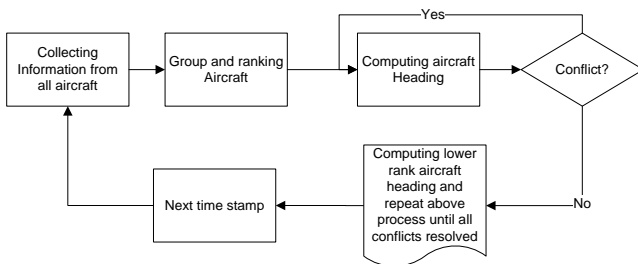 Yes
Collecting
Information from
all aircraft
Group and ranking
Aircraft
Computing aircraft
Heading
Conflict?
Computing lower
rank aircraft
heading and
repeat above
process until all
conflicts resolved
Next time stamp
No